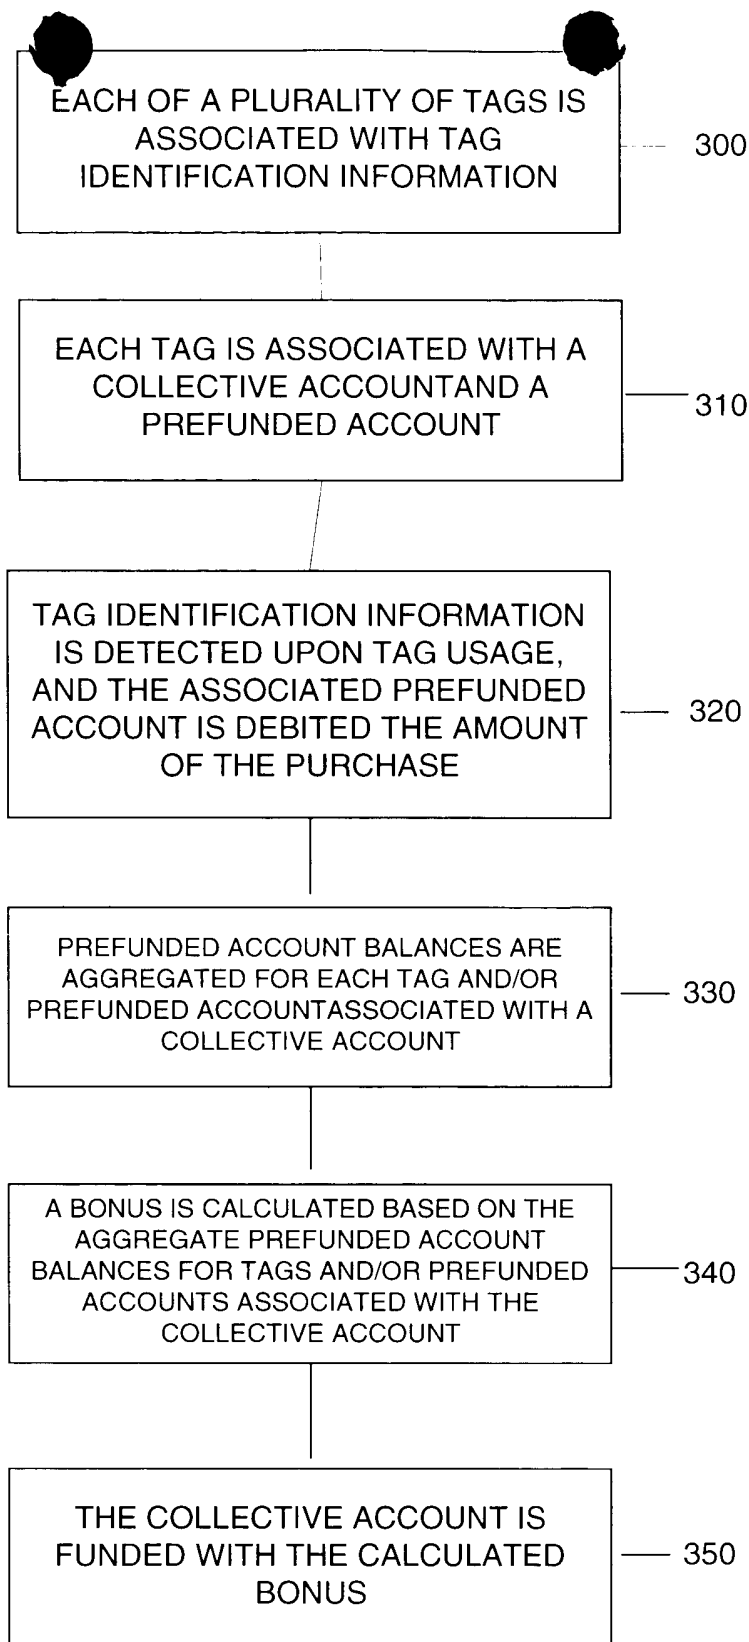 EACH OF A PLURALITY OF TAGS IS
ASSOCIATED WITH TAG
IDENTIFICATION INFORMATION
300
EACH TAG IS ASSOCIATED WITH A
COLLECTIVE ACCOUNTAND A
PREFUNDED ACCOUNT
310
TAG IDENTIFICATION INFORMATION
IS DETECTED UPON TAG USAGE,
AND THE ASSOCIATED PREFUNDED
ACCOUNT IS DEBITED THE AMOUNT
OF THE PURCHASE
320
PREFUNDED ACCOUNT BALANCES ARE
AGGREGATED FOR EACH TAG AND/OR
PREFUNDED ACCOUNTASSOCIATED WITH A
COLLECTIVE ACCOUNT
330
A BONUS IS CALCULATED BASED ON THE
AGGREGATE PREFUNDED ACCOUNT
BALANCES FOR TAGS AND/OR PREFUNDED
ACCOUNTS ASSOCIATED WITH THE
COLLECTIVE ACCOUNT
340
THE COLLECTIVE ACCOUNT IS
FUNDED WITH THE CALCULATED
BONUS
350